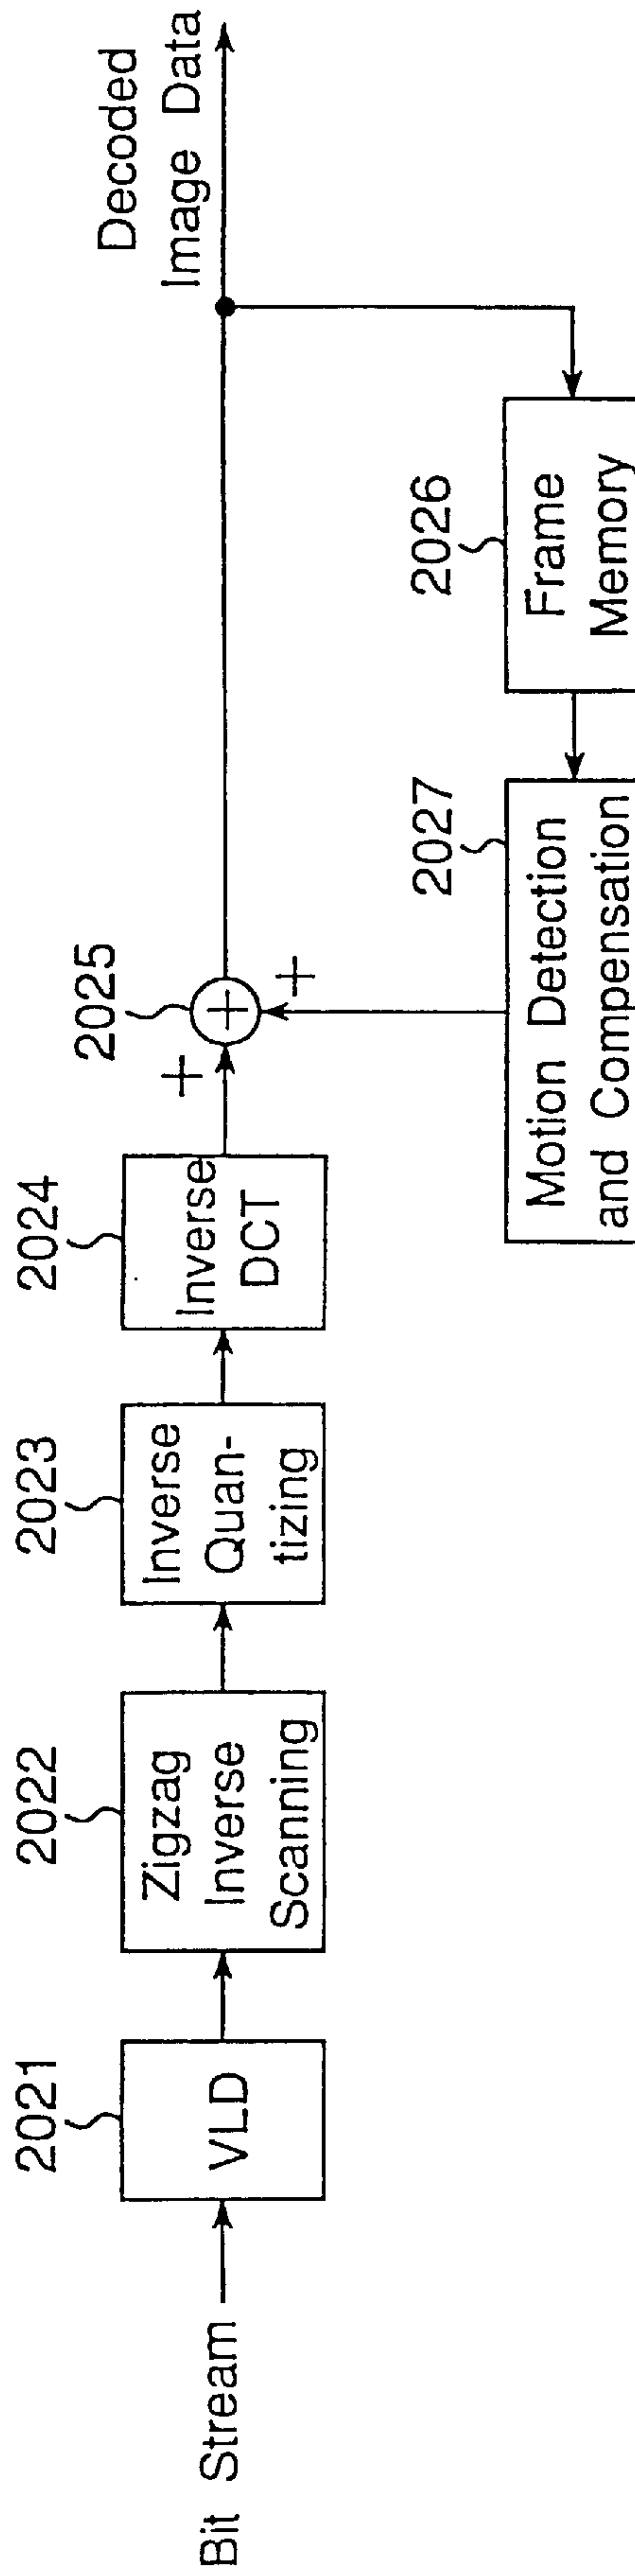 Bit Stream
2021
VLD
2022
Zigzag
Inverse
Scanning
2023
Inverse
Quan-
tizing
2024
Inverse
DCT
2025
+
+
+
Decoded
Image Data
2026
Frame
Memory
2027
Motion Detection
and Compensation